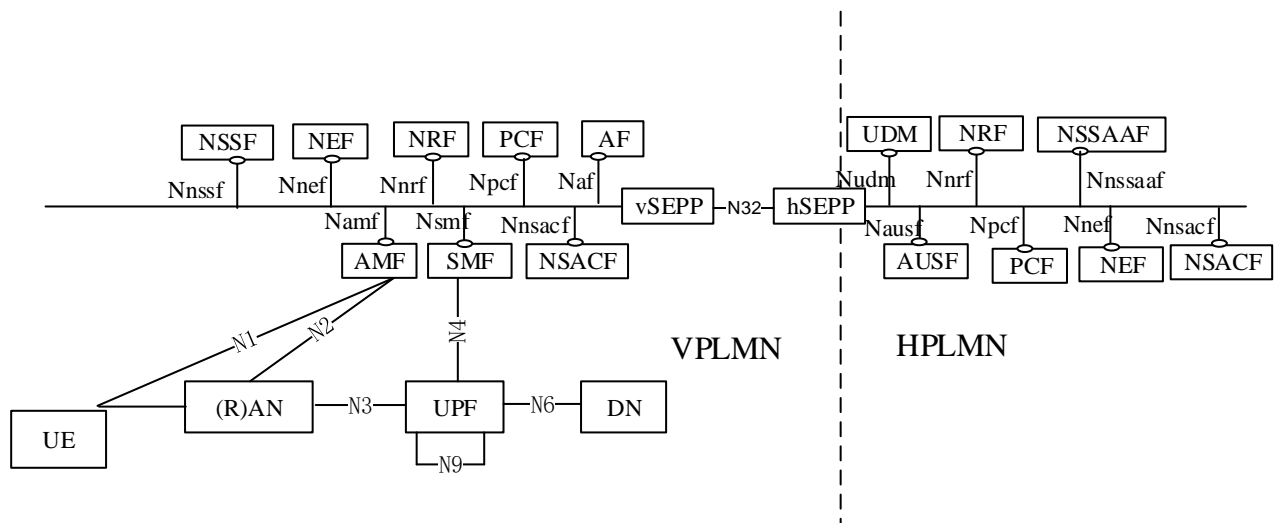 NSSF NEF NRF PCF AF UDM NRF NSSAAF
Nnssf Nnef Nnrf Npcf Naf Nudm Nnrf Nnssaaf
vSEPP N32 hSEPP
Namf Nsmf Nnsacf Nausf Npcf Nnef Nnsacf
AMF SMF NSACF AUSF PCF NEF NSACF
N1 N2 N4
VPLMN HPLMN
(R)AN N3 UPF N6 DN
UE
N9